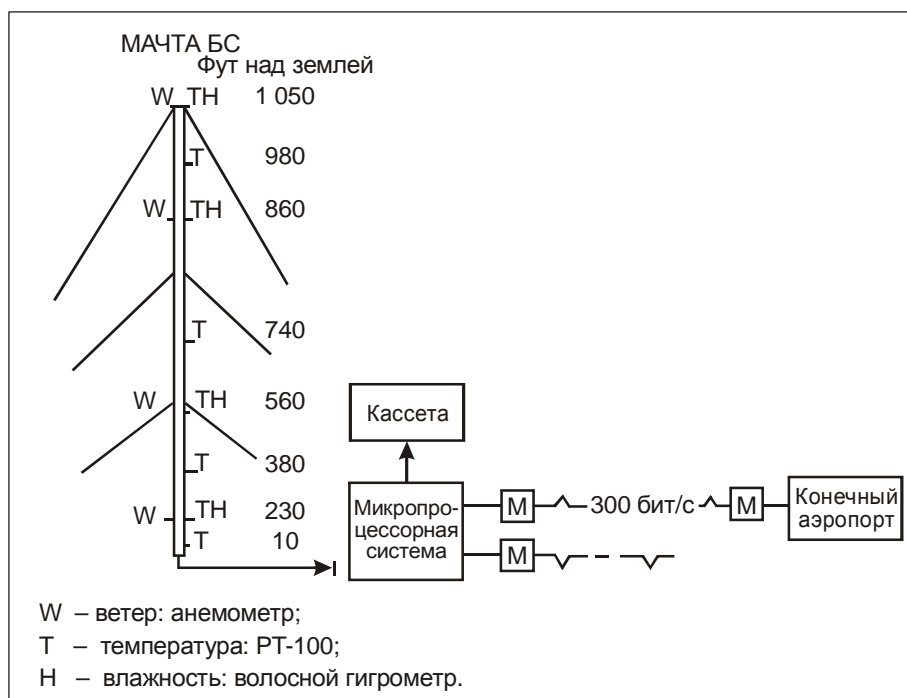 МАЧТА БС
Фут над землей
W TH 1 050
T 980
W TH 860
T 740
W TH 560
T 380
W TH 230
T 10
Кассета
Микропро-
цессорная
система
М
300 бит/с
М
Конечный
аэропорт
М
W – ветер: анемометр;
T – температура: PT-100;
H – влажность: волосной гигрометр.